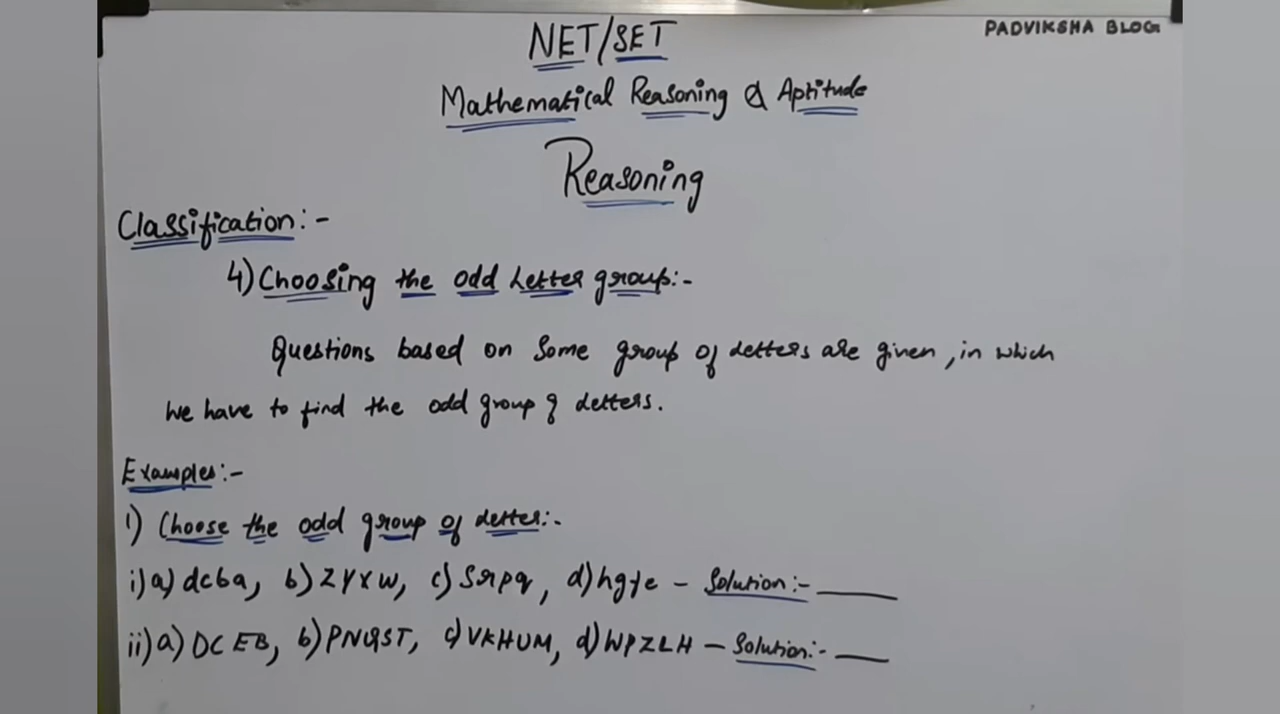 NET/SET
PADVIKSHA BLOG
Mathematical Reasoning & Aptitude
Reasoning
Classification:-
4) Choosing the odd Letter group:-
Questions based on Some group of letters are given, in which
we have to find the odd group of letters.
Examples:-
1) Choose the odd group of letter:-
i) a) dcba, b) ZYXW, c) Srpq, d) hgfe - Solution:- ______
ii) a) DCEB, b) PNQST, c) VKHUM, d) WPZLH - Solution:- ____